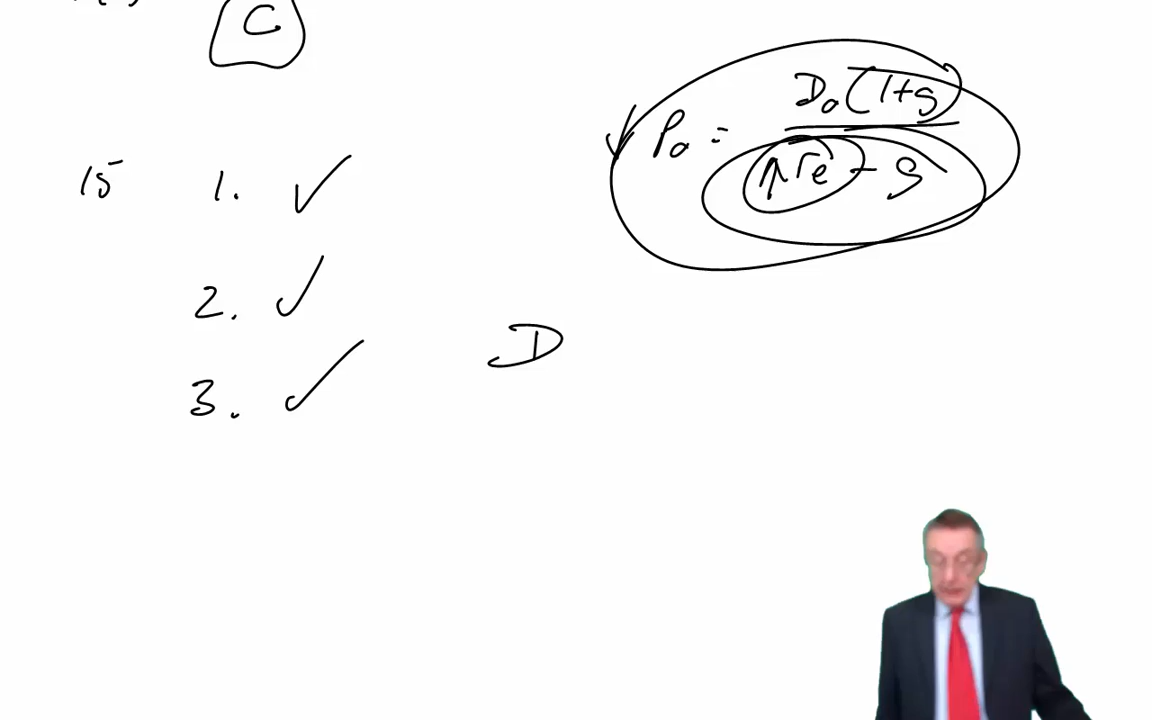 C
P₀ = D₀(1+g)
↑re - g
15 1. ✓
2. ✓
3. ✓ D